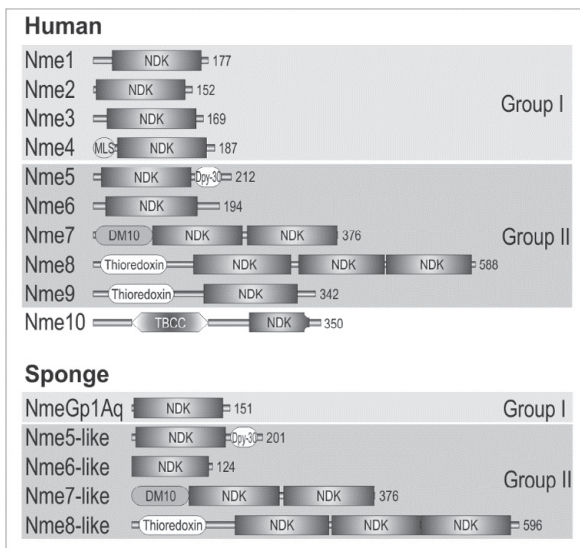 Human
Nme1 NDK 177
Nme2 NDK 152
Nme3 NDK 169
Group I
Nme4 MLS NDK 187
Nme5 NDK Dpy-30 212
Nme6 NDK 194
Nme7 DM10 NDK NDK 376
Group II
Nme8 Thioredoxin NDK NDK NDK 588
Nme9 Thioredoxin NDK 342
Nme10 TBCC NDK 350
Sponge
NmeGp1Aq NDK 151 Group I
Nme5-like NDK Dpy-30 201
Nme6-like NDK 124
Group II
Nme7-like DM10 NDK NDK 376
Nme8-like Thioredoxin NDK NDK NDK 596